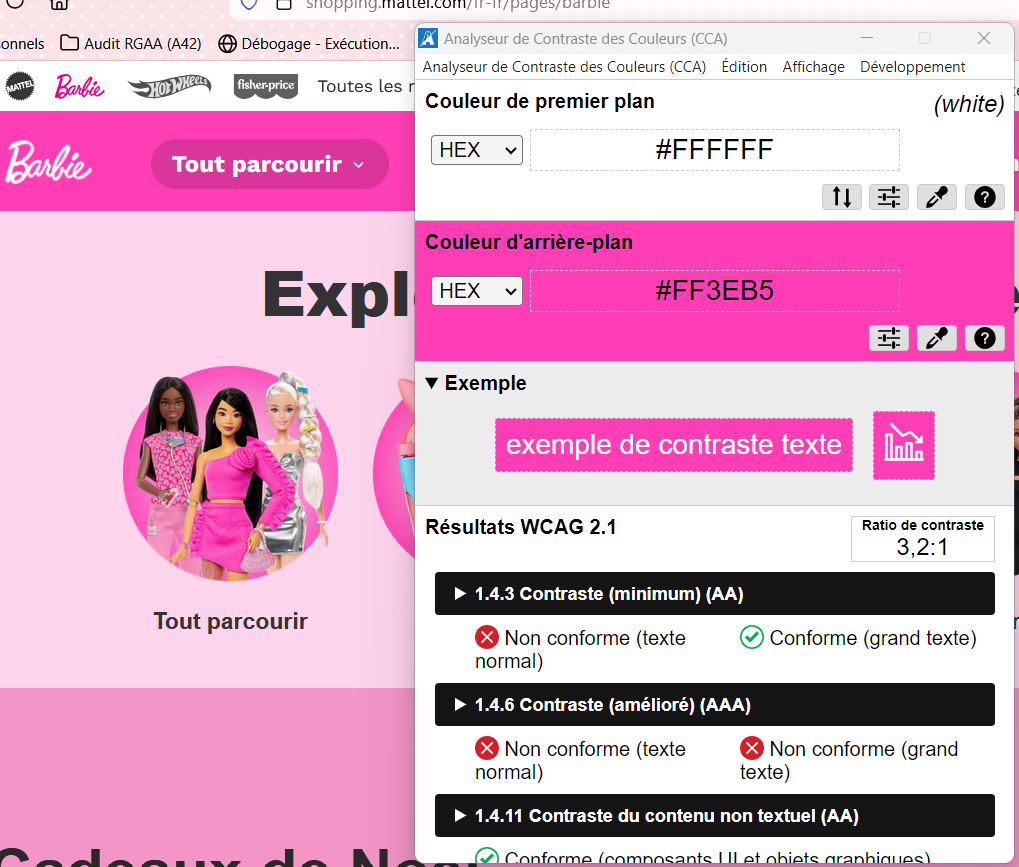 shopping.mattel.com/fr-fr/pages/barbie
onnels Audit RGAA (A42) Débogage - Exécution...
MATTEL Barbie HOT WHEELS fisher-price Toutes les
Barbie Tout parcourir
Expl
Tout parcourir
Cadeaux de Noë
Analyseur de Contraste des Couleurs (CCA)
Analyseur de Contraste des Couleurs (CCA) Édition Affichage Développement
Couleur de premier plan (white)
HEX #FFFFFF
Couleur d'arrière-plan
HEX #FF3EB5
▼ Exemple
exemple de contraste texte
Résultats WCAG 2.1
Ratio de contraste
3,2:1
▶ 1.4.3 Contraste (minimum) (AA)
Non conforme (texte normal)
Conforme (grand texte)
▶ 1.4.6 Contraste (amélioré) (AAA)
Non conforme (texte normal)
Non conforme (grand texte)
▶ 1.4.11 Contraste du contenu non textuel (AA)
Conforme (composants UI et objets graphiques)